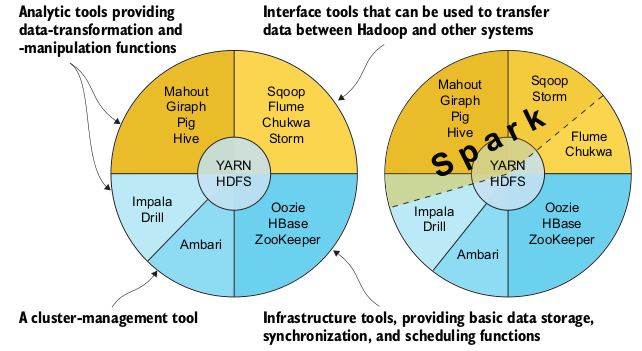 Analytic tools providing
data-transformation and
-manipulation functions
Interface tools that can be used to transfer
data between Hadoop and other systems
Mahout
Giraph
Pig
Hive
Sqoop
Flume
Chukwa
Storm
YARN
HDFS
Impala
Drill
Ambari
Oozie
HBase
ZooKeeper
Mahout
Giraph
Pig
Hive
Sqoop
Storm
Flume
Chukwa
Spark
YARN
HDFS
Impala
Drill
Ambari
Oozie
HBase
ZooKeeper
A cluster-management tool
Infrastructure tools, providing basic data storage,
synchronization, and scheduling functions